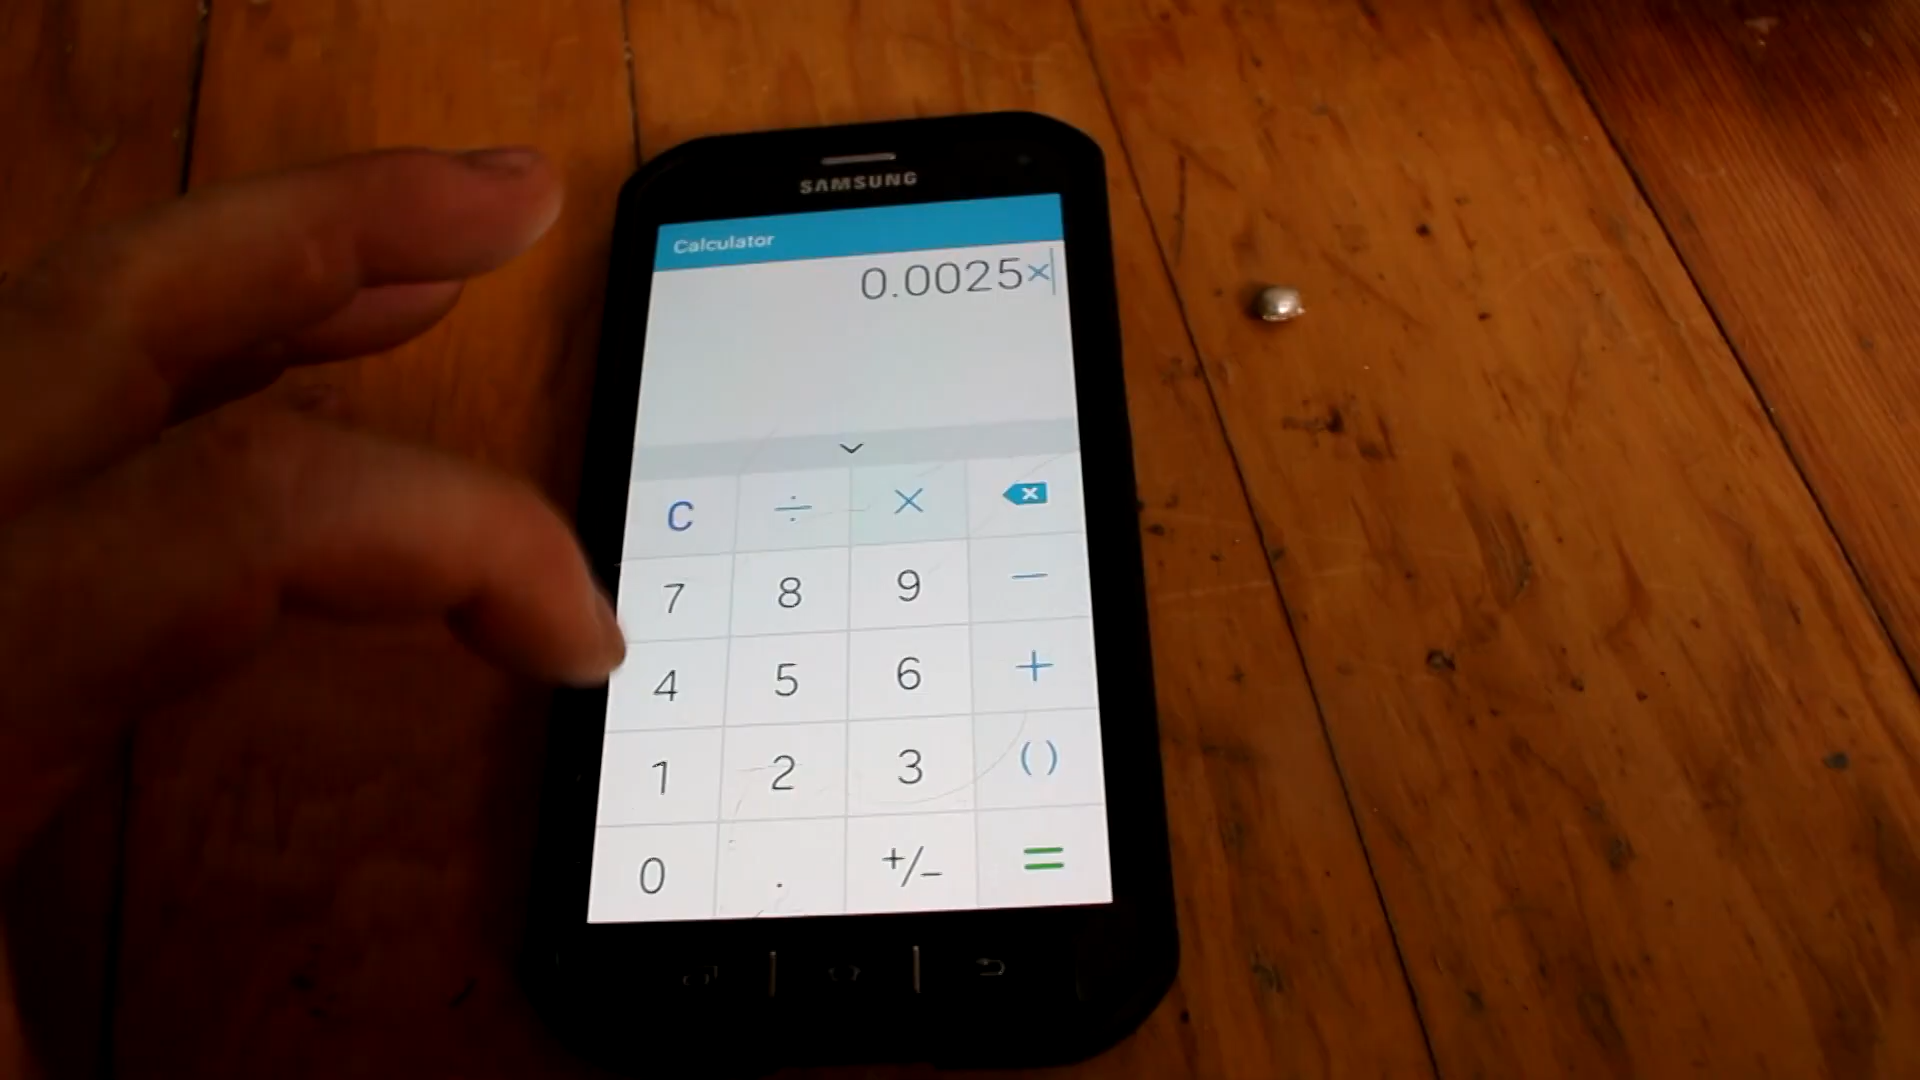 SAMSUNG
Calculator
0.0025×
C ÷ ×
7 8 9 −
4 5 6 +
1 2 3 ()
0 . +/− =